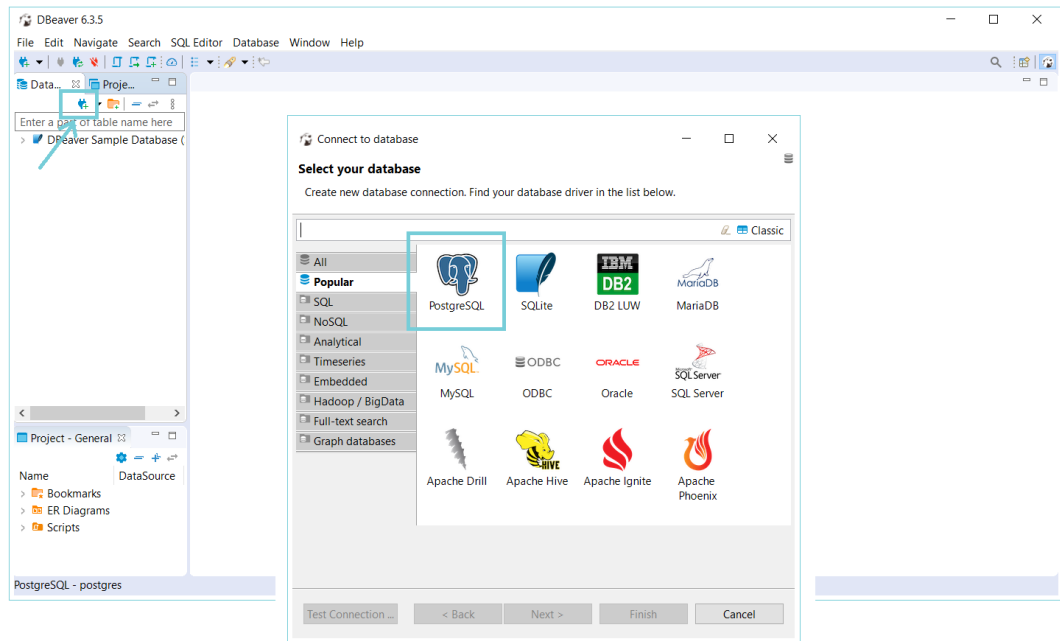 DBeaver 6.3.5
File Edit Navigate Search SQL Editor Database Window Help
Data... Proje...
Enter a part of table name here
DBeaver Sample Database (
Connect to database
Select your database
Create new database connection. Find your database driver in the list below.
Classic
All
Popular
SQL
NoSQL
Analytical
Timeseries
Embedded
Hadoop / BigData
Full-text search
Graph databases
IBM
DB2
MariaDB
PostgreSQL SQLite DB2 LUW MariaDB
MySQL ODBC ORACLE SQL Server
MySQL ODBC Oracle SQL Server
HIVE
Apache Drill Apache Hive Apache Ignite Apache
Phoenix
Project - General
Name DataSource
Bookmarks
ER Diagrams
Scripts
PostgreSQL - postgres
Test Connection ... < Back Next > Finish Cancel